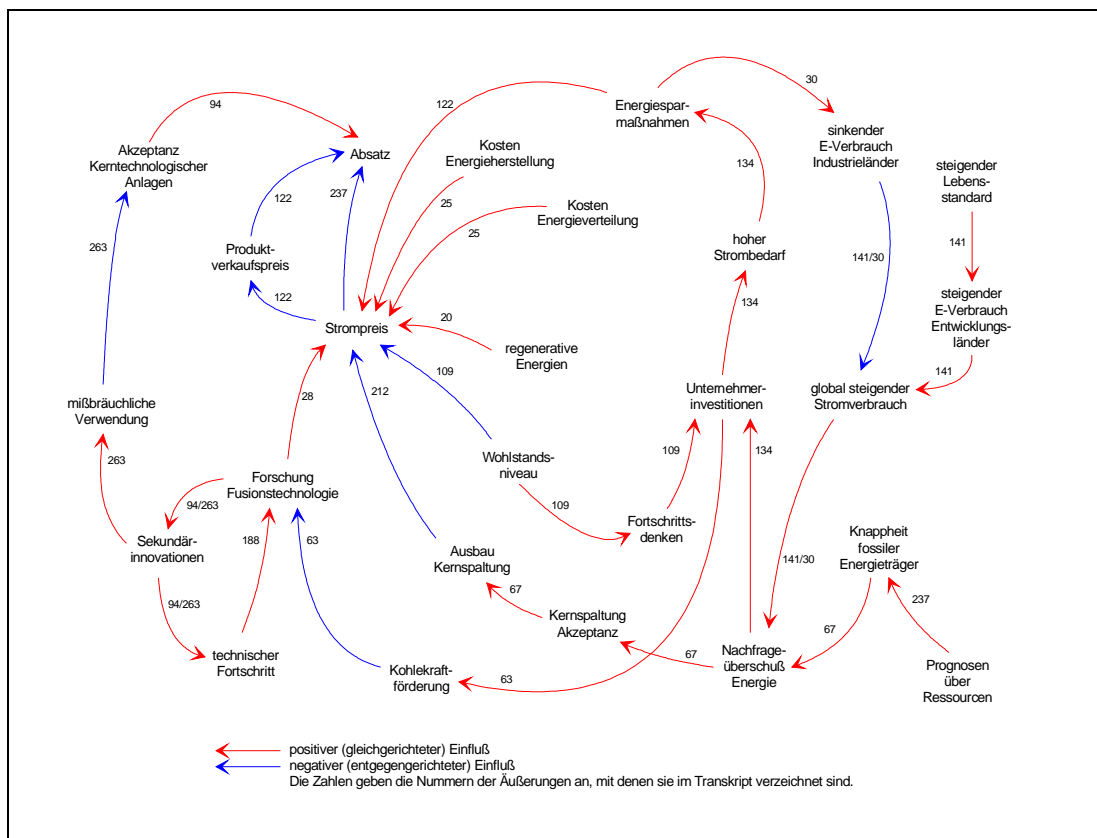 30
94
122
Energiespar-
maßnahmen
sinkender
E-Verbrauch
Industrieländer
Akzeptanz
Kerntechnologischer
Anlagen
Absatz
Kosten
Energieherstellung
134
steigender
Lebens-
standard
237
122
25
Kosten
Energieverteilung
25
263
Produkt-
verkaufspreis
hoher
Strombedarf
141/30
141
122
134
steigender
E-Verbrauch
Entwicklungs-
länder
Strompreis
20
regenerative
Energien
109
141
212
28
mißbräuchliche
Verwendung
Unternehmer-
investitionen
global steigender
Stromverbrauch
263
Wohlstands-
niveau
109
134
Forschung
Fusionstechnologie
94/263
109
Fortschritts-
denken
Sekundär-
innovationen
188
63
Ausbau
Kernspaltung
Knappheit
fossiler
Energieträger
141/30
94/263
67
237
Kernspaltung
Akzeptanz
67
technischer
Fortschritt
Kohlekraft-
förderung
63
67
Nachfrage-
überschuß
Energie
Prognosen
über
Ressourcen
positiver (gleichgerichteter) Einfluß
negativer (entgegengerichteter) Einfluß
Die Zahlen geben die Nummern der Äußerungen an, mit denen sie im Transkript verzeichnet sind.